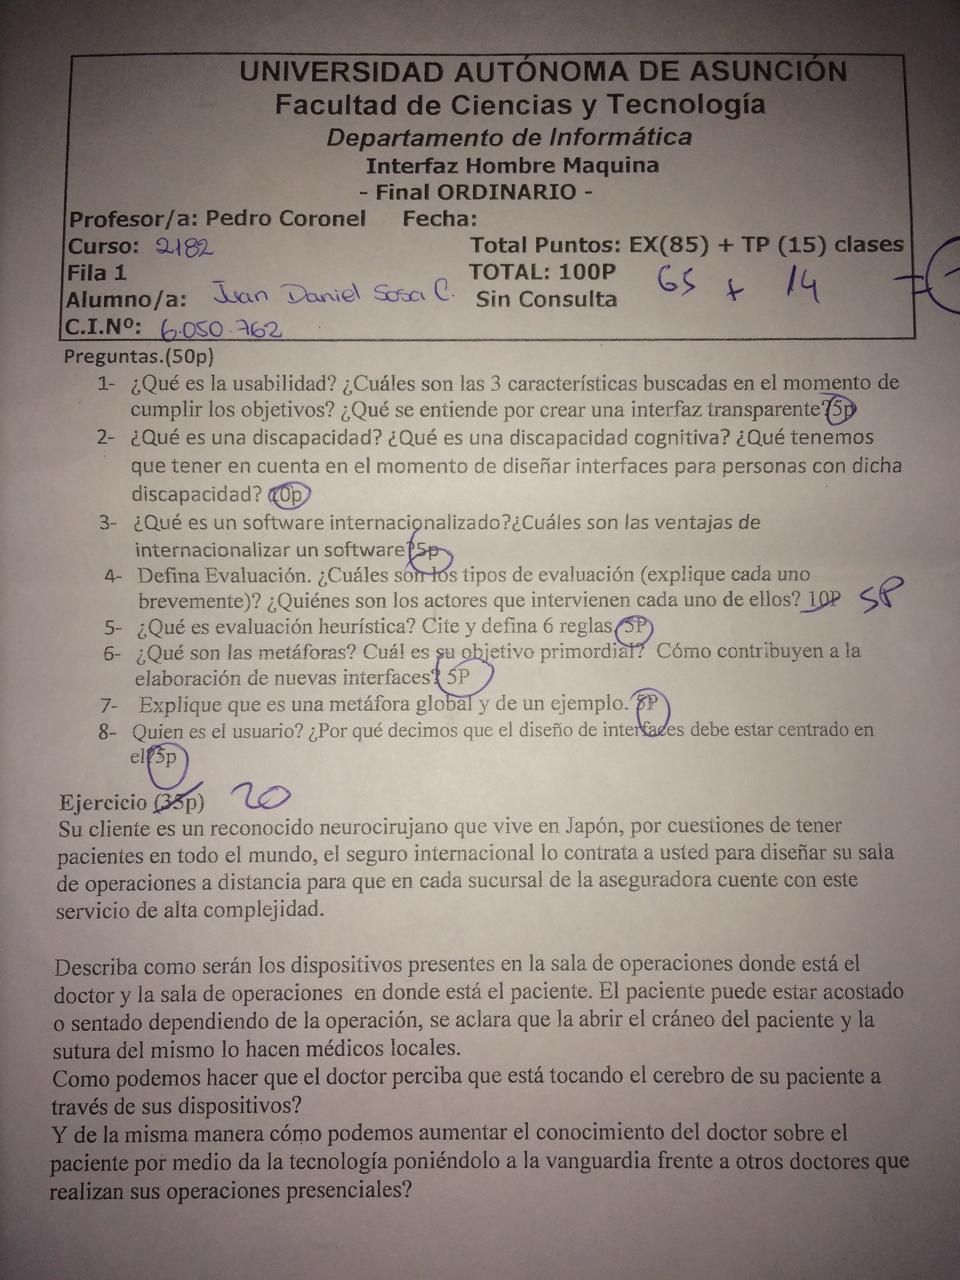 UNIVERSIDAD AUTÓNOMA DE ASUNCIÓN
Facultad de Ciencias y Tecnología
Departamento de Informática
Interfaz Hombre Maquina
- Final ORDINARIO -
Profesor/a: Pedro Coronel Fecha:
Curso: 2182 Total Puntos: EX(85) + TP (15) clases
Fila 1 TOTAL: 100P 65 + 14 =
Alumno/a: Juan Daniel Sosa C. Sin Consulta
C.I.Nº: 6.050.762
Preguntas.(50p)
1- ¿Qué es la usabilidad? ¿Cuáles son las 3 características buscadas en el momento de
cumplir los objetivos? ¿Qué se entiende por crear una interfaz transparente?5p
2- ¿Qué es una discapacidad? ¿Qué es una discapacidad cognitiva? ¿Qué tenemos
que tener en cuenta en el momento de diseñar interfaces para personas con dicha
discapacidad? 10p
3- ¿Qué es un software internacionalizado?¿Cuáles son las ventajas de
internacionalizar un software?5p
4- Defina Evaluación. ¿Cuáles son los tipos de evaluación (explique cada uno
brevemente)? ¿Quiénes son los actores que intervienen cada uno de ellos? 10P 5P
5- ¿Qué es evaluación heurística? Cite y defina 6 reglas.5P
6- ¿Qué son las metáforas? Cuál es su objetivo primordial? Cómo contribuyen a la
elaboración de nuevas interfaces? 5P
7- Explique que es una metáfora global y de un ejemplo. 5P
8- Quien es el usuario? ¿Por qué decimos que el diseño de interfaces debe estar centrado en
el?5p
Ejercicio (35p) 20
Su cliente es un reconocido neurocirujano que vive en Japón, por cuestiones de tener
pacientes en todo el mundo, el seguro internacional lo contrata a usted para diseñar su sala
de operaciones a distancia para que en cada sucursal de la aseguradora cuente con este
servicio de alta complejidad.
Describa como serán los dispositivos presentes en la sala de operaciones donde está el
doctor y la sala de operaciones en donde está el paciente. El paciente puede estar acostado
o sentado dependiendo de la operación, se aclara que la abrir el cráneo del paciente y la
sutura del mismo lo hacen médicos locales.
Como podemos hacer que el doctor perciba que está tocando el cerebro de su paciente a
través de sus dispositivos?
Y de la misma manera cómo podemos aumentar el conocimiento del doctor sobre el
paciente por medio da la tecnología poniéndolo a la vanguardia frente a otros doctores que
realizan sus operaciones presenciales?